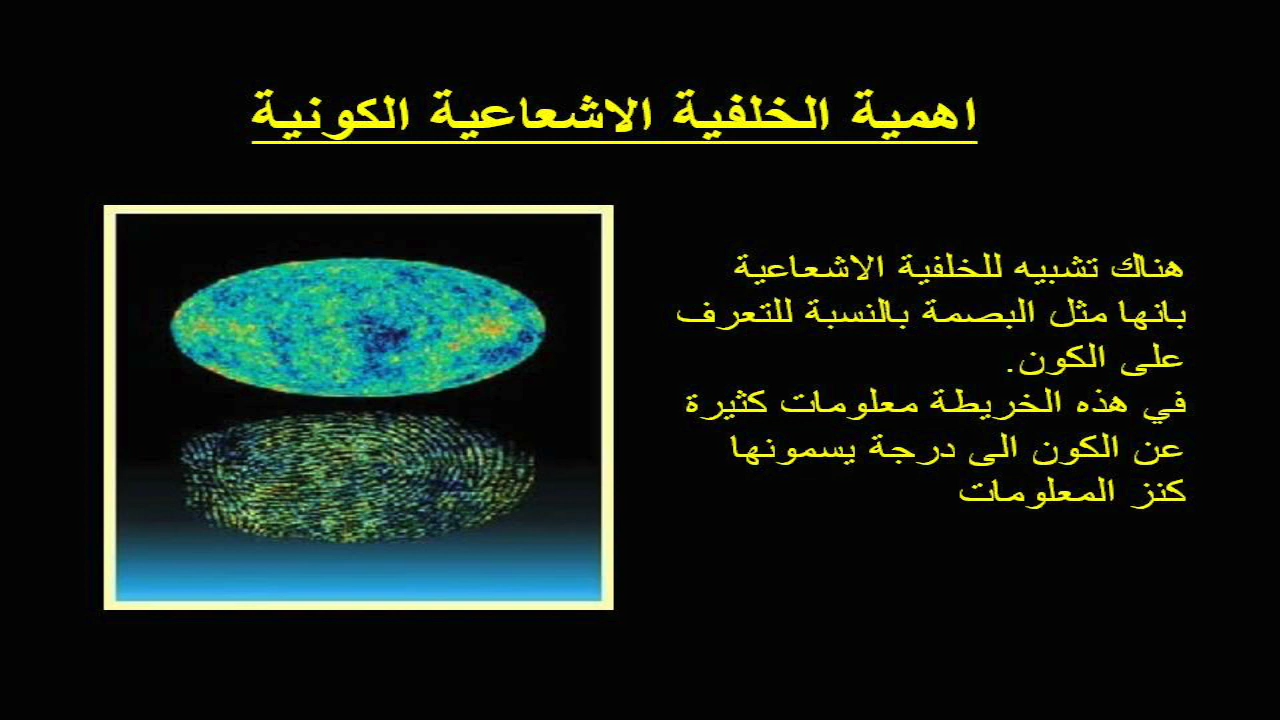 اهمية الخلفية الاشعاعية الكونية
هناك تشبيه للخلفية الاشعاعية
بانها مثل البصمة بالنسبة للتعرف
على الكون.
في هذه الخريطة معلومات كثيرة
عن الكون الى درجة يسمونها
كنز المعلومات